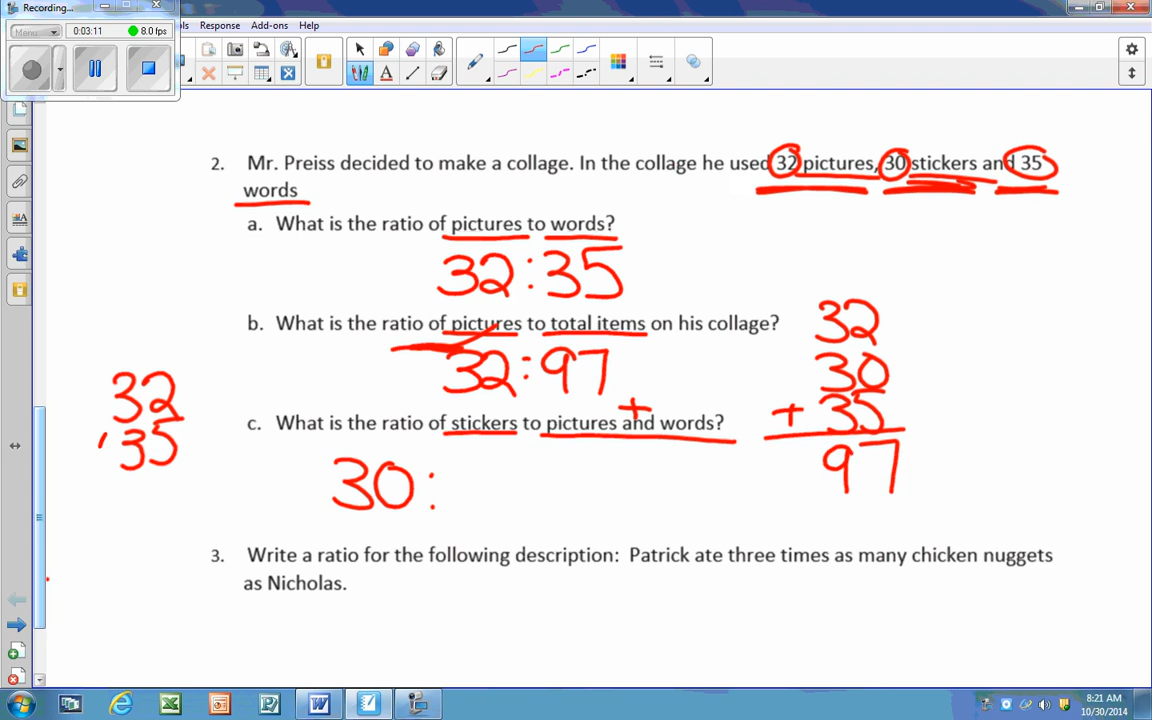 Recording...
Menu
0:03:11
8.0 fps
ols Response Add-ons Help
2. Mr. Preiss decided to make a collage. In the collage he used 32 pictures, 30 stickers and 35
words
a. What is the ratio of pictures to words?
32:35
b. What is the ratio of pictures to total items on his collage?
32:97
32
30
+ 35
97
32
35
+
c. What is the ratio of stickers to pictures and words?
30:
3. Write a ratio for the following description: Patrick ate three times as many chicken nuggets
as Nicholas.
8:21 AM
10/30/2014